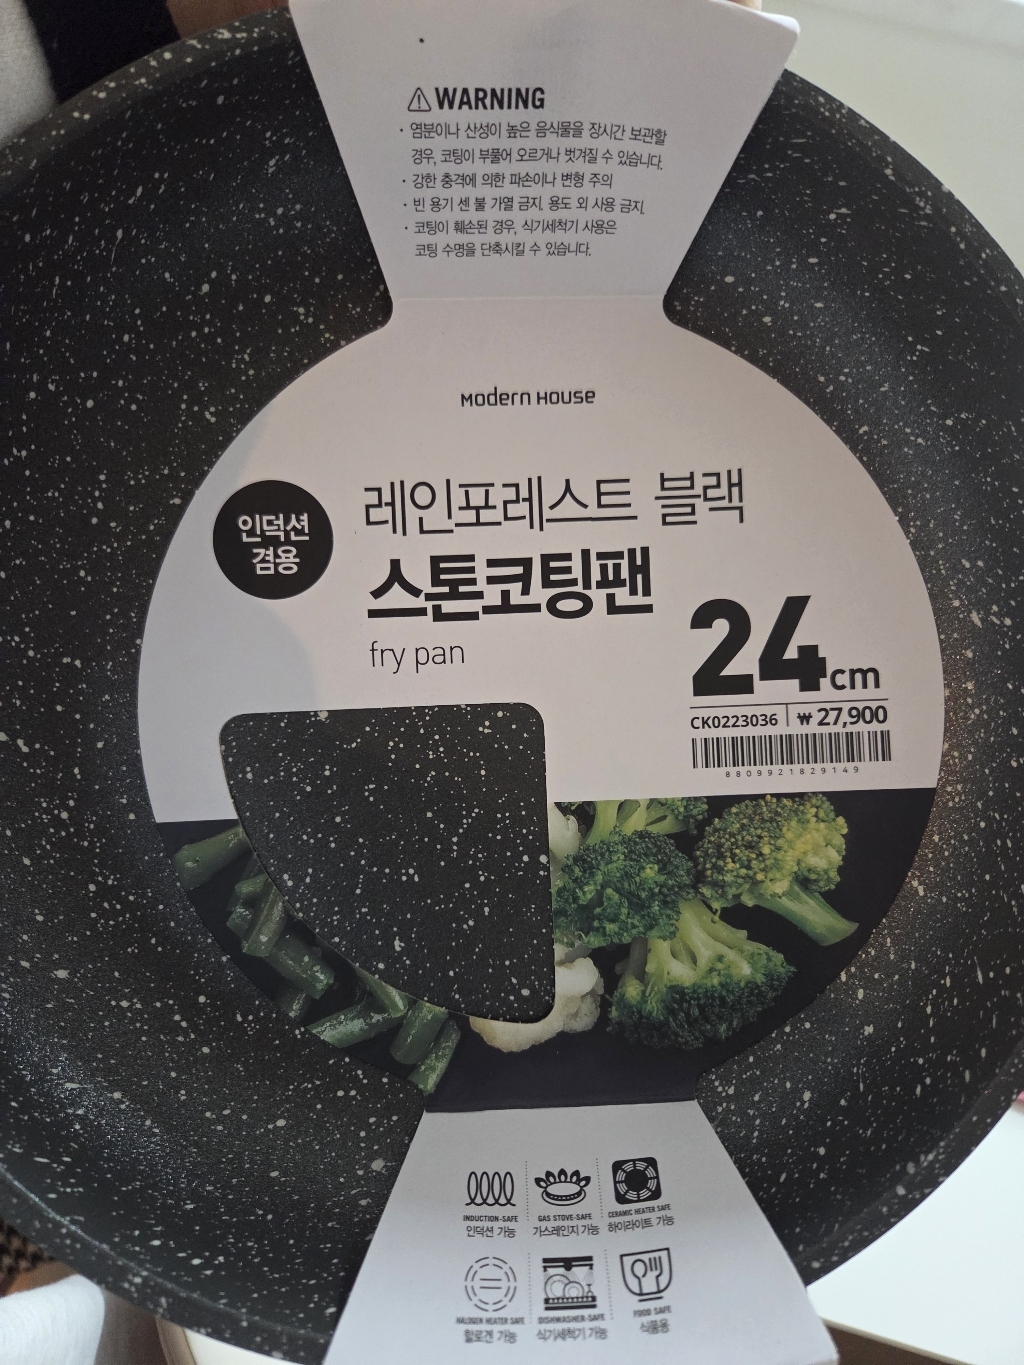 ⚠ WARNING
· 염분이나 산성이 높은 음식물을 장시간 보관할
경우, 코팅이 부풀어 오르거나 벗겨질 수 있습니다.
· 강한 충격에 의한 파손이나 변형 주의
· 빈 용기 센 불 가열 금지. 용도 외 사용 금지.
· 코팅이 훼손된 경우, 식기세척기 사용은
코팅 수명을 단축시킬 수 있습니다.
MODERN HOUSE
인덕션
겸용
레인포레스트 블랙
스톤코팅팬
fry pan
24cm
CK0223036 | ₩ 27,900
8809921829149
INDUCTION-SAFE GAS STOVE-SAFE CERAMIC HEATER SAFE
인덕션 가능 가스레인지 가능 하이라이트 가능
HALOGEN HEATER SAFE DISHWASHER-SAFE FOOD SAFE
할로겐 가능 식기세척기 가능 식품용